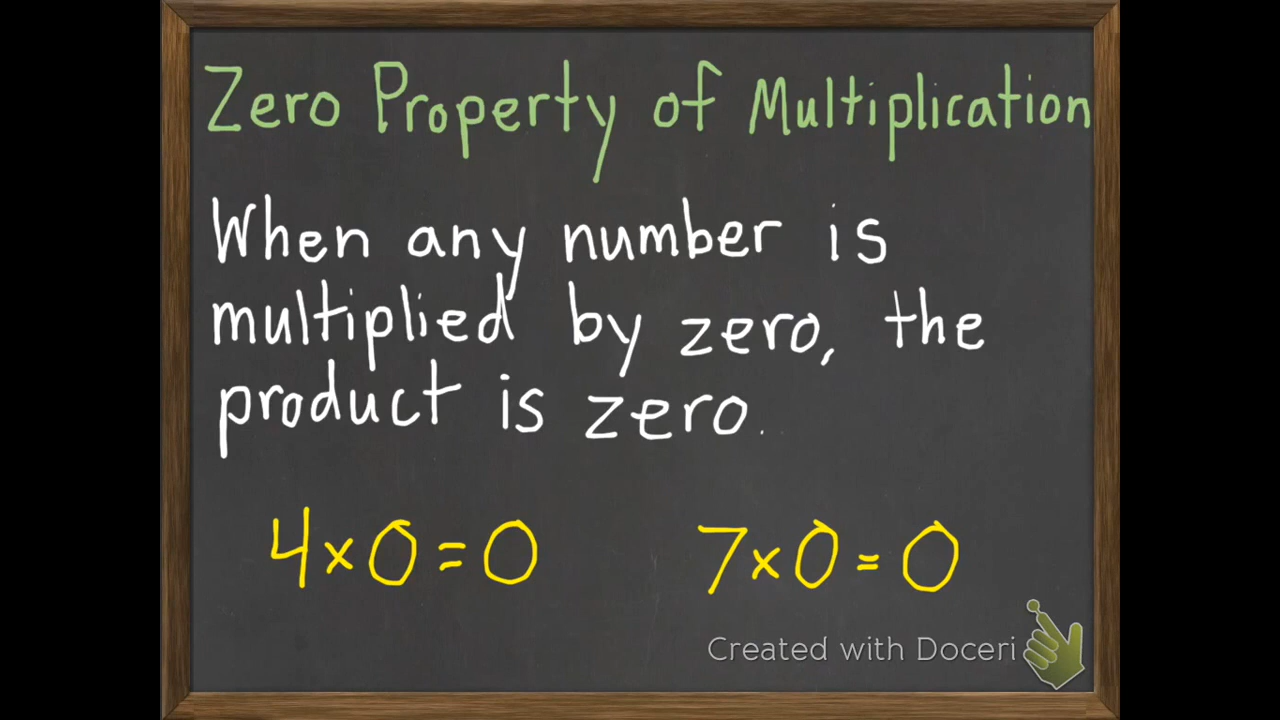 Zero Property of Multiplication
When any number is
multiplied by zero, the
product is zero.
4×0=0 7×0=0
Created with Doceri